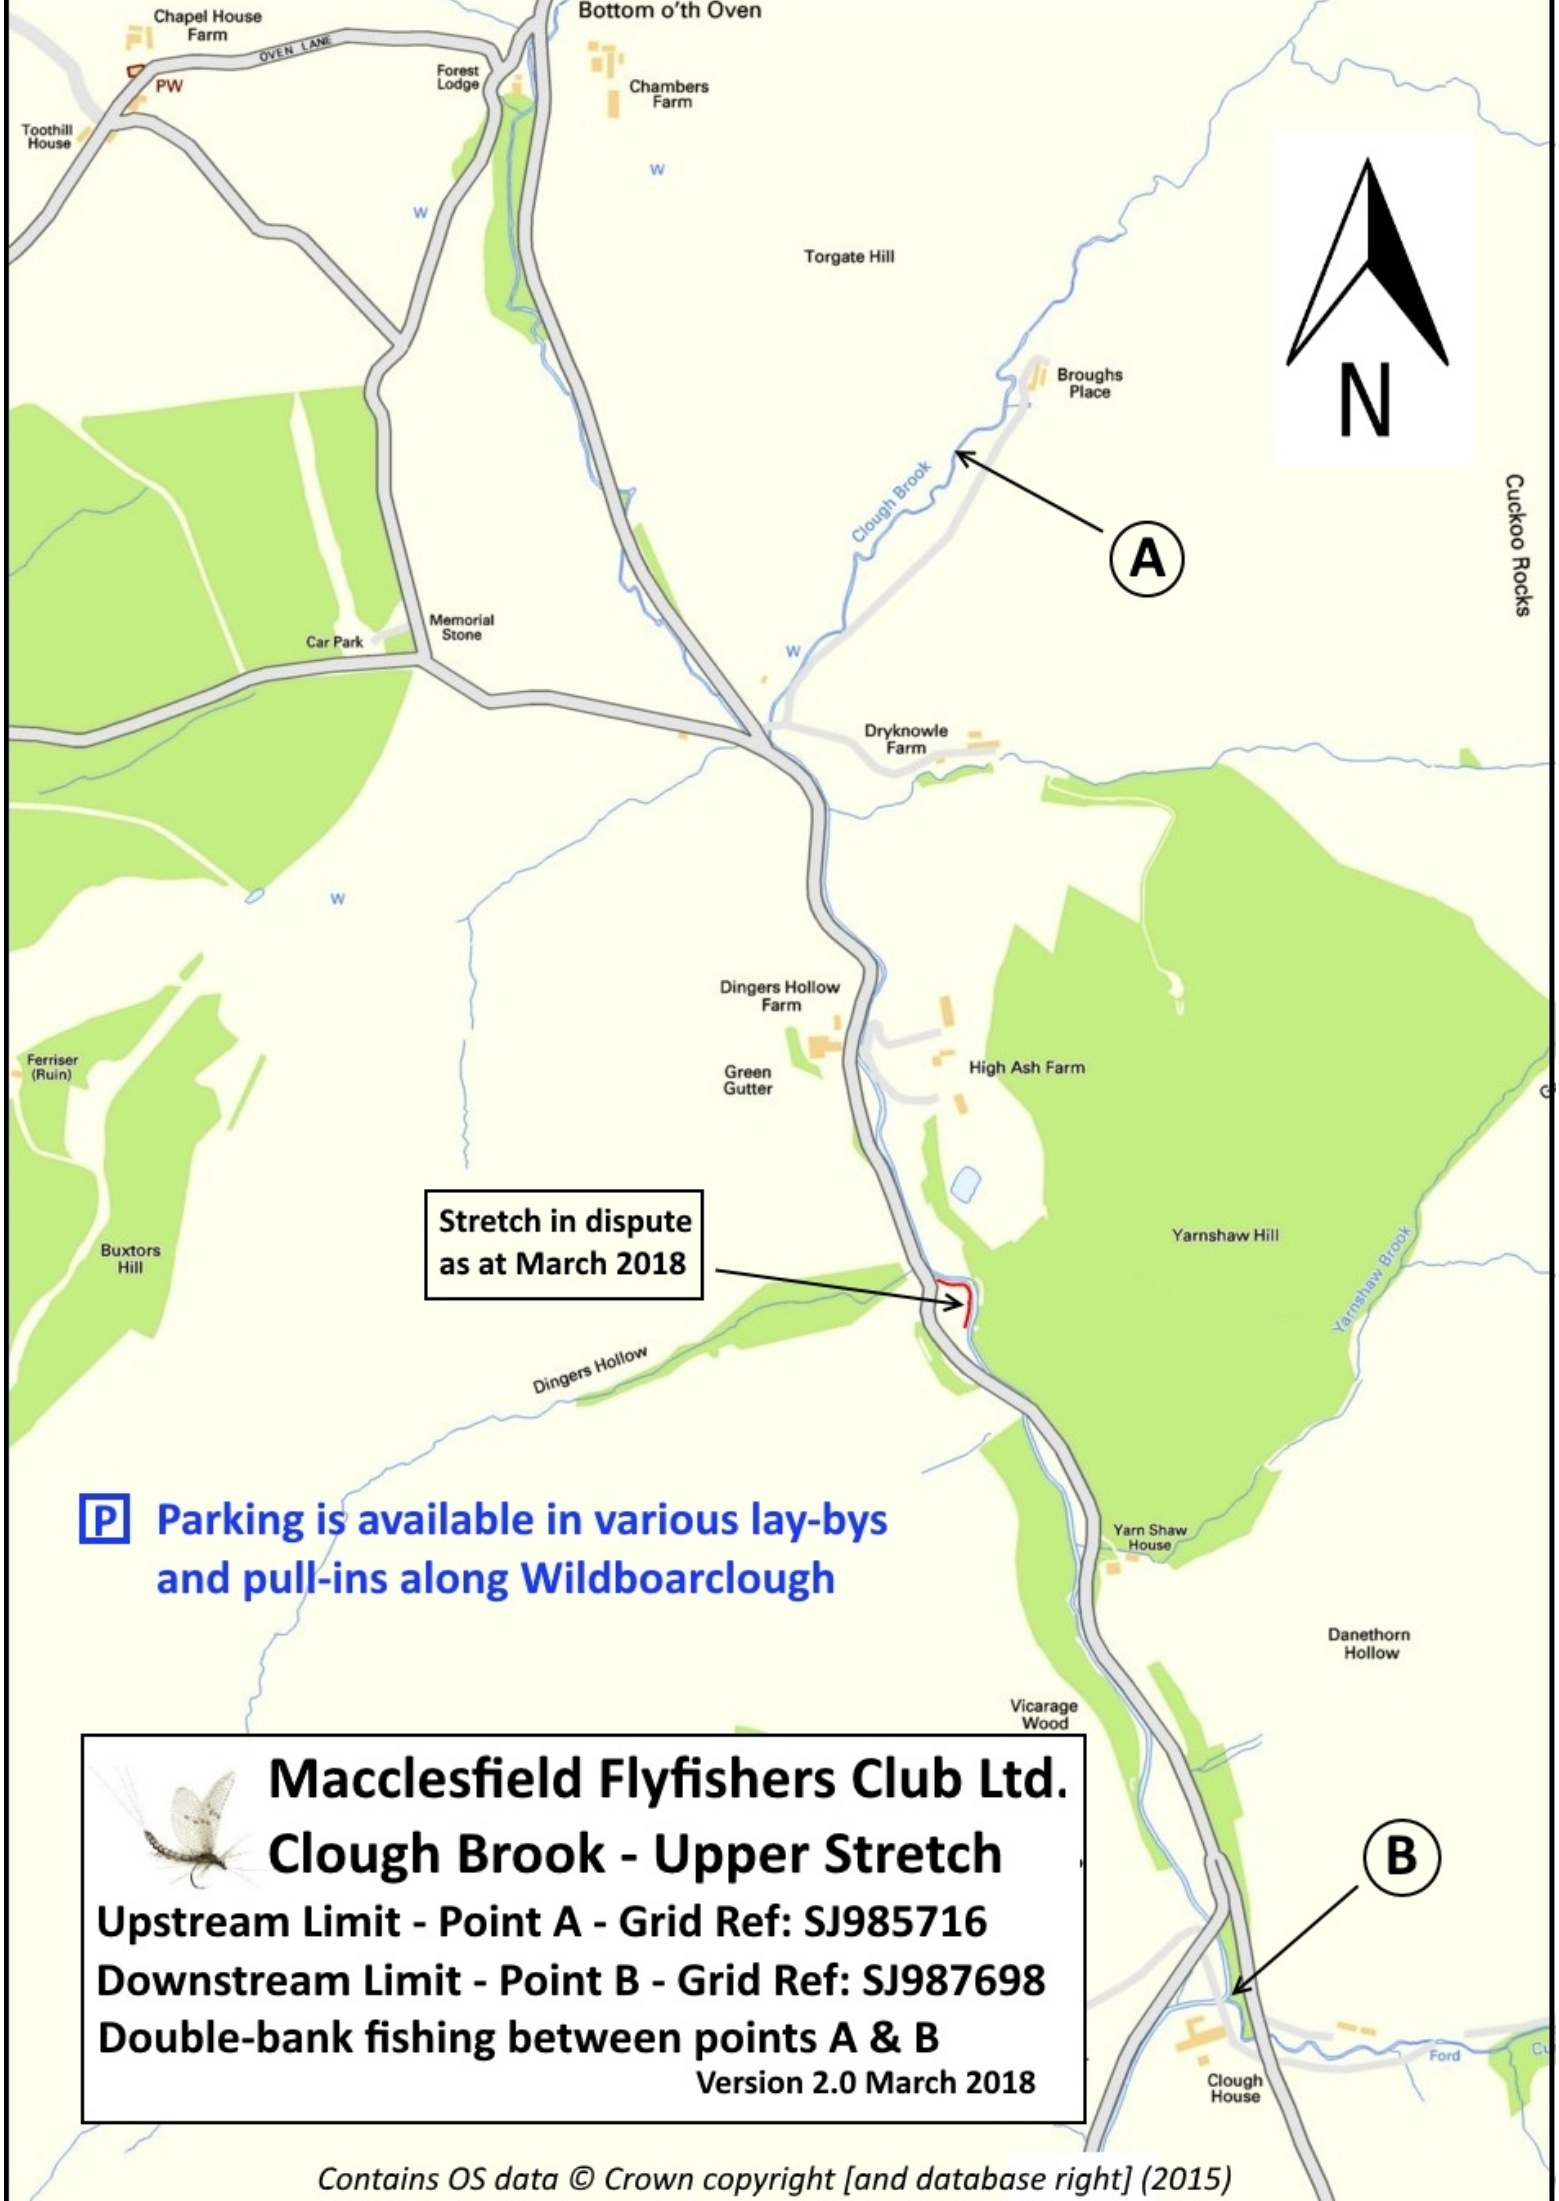 Bottom o'th Oven
Chapel House
Farm
OVEN LANE
PW
Forest
Lodge
Chambers
Farm
Toothill
House
W
W
Torgate Hill
N
Broughs
Place
Clough Brook
A
Cuckoo Rocks
Memorial
Stone
Car Park
W
Dryknowle
Farm
W
Dingers Hollow
Farm
Ferriser
(Ruin)
Green
Gutter
High Ash Farm
G
Stretch in dispute
as at March 2018
Yarnshaw Hill
Yarnshaw Brook
Buxtors
Hill
Dingers Hollow
P Parking is available in various lay-bys
and pull-ins along Wildboarclough
Yarn Shaw
House
Danethorn
Hollow
Vicarage
Wood
Macclesfield Flyfishers Club Ltd.
Clough Brook - Upper Stretch
Upstream Limit - Point A - Grid Ref: SJ985716
Downstream Limit - Point B - Grid Ref: SJ987698
Double-bank fishing between points A & B
Version 2.0 March 2018
B
Ford
Cu
Clough
House
Contains OS data © Crown copyright [and database right] (2015)